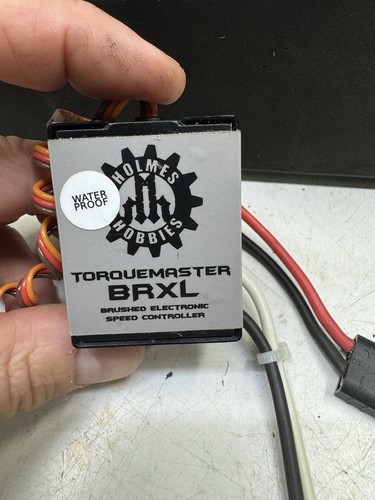 HOLMES
HOBBIES
WATER
PROOF
TORQUEMASTER
BRXL
BRUSHED ELECTRONIC
SPEED CONTROLLER